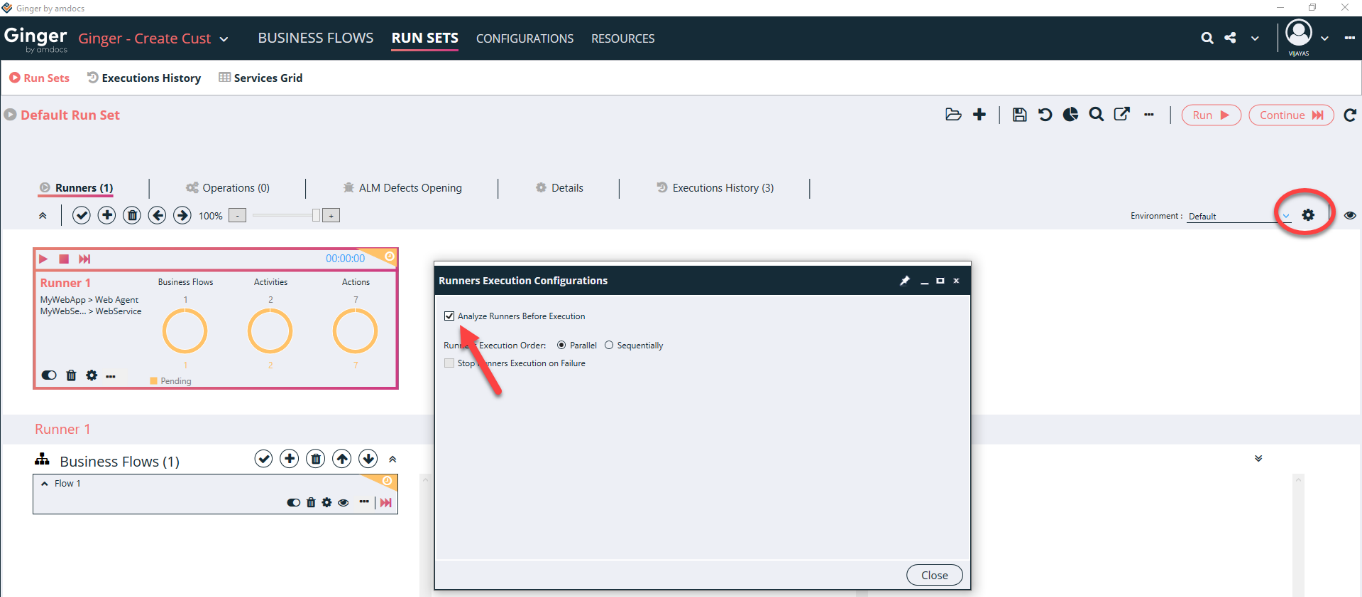 Ginger by amdocs
Ginger
by amdocs
Ginger - Create Cust
BUSINESS FLOWS
RUN SETS
CONFIGURATIONS
RESOURCES
VIJAYAS
Run Sets
Executions History
Services Grid
Default Run Set
Run
Continue
Runners (1)
Operations (0)
ALM Defects Opening
Details
Executions History (3)
100%
-
+
Environment : Default
00:00:00
Runner 1
Business Flows
Activities
Actions
MyWebApp > Web Agent
MyWebSe... > WebService
1
2
7
1
2
7
Pending
Runners Execution Configurations
Analyze Runners Before Execution
Execution Order:
Parallel
Sequentially
Stop Runners Execution on Failure
Close
Runner 1
Business Flows (1)
Flow 1